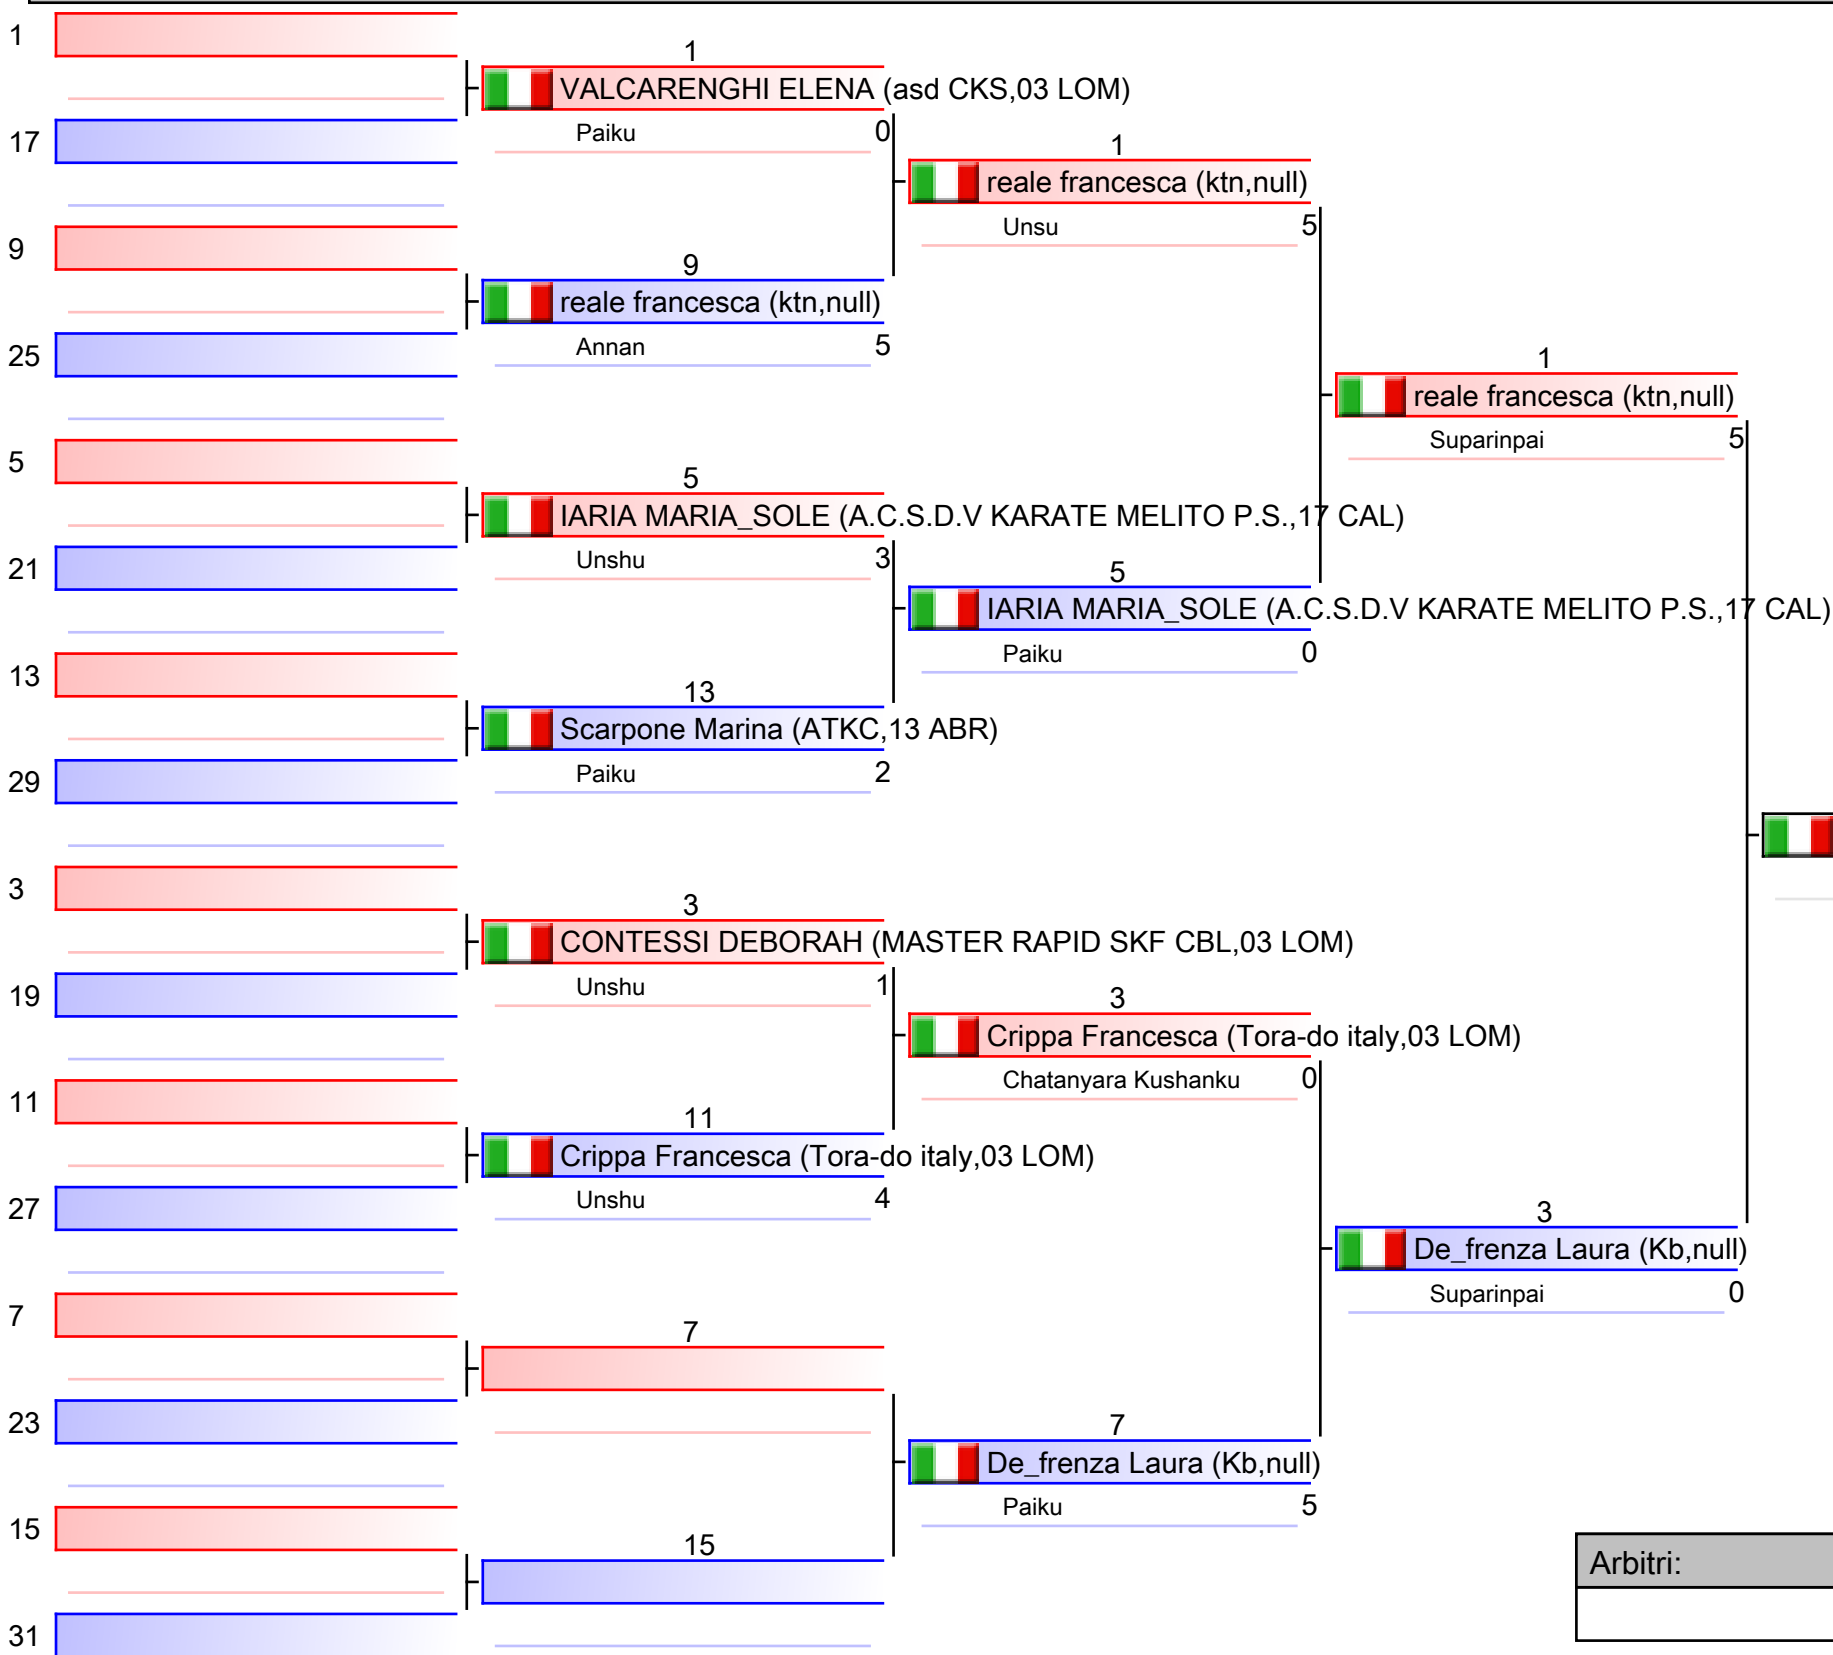 1
1
VALCARENGHI ELENA (asd CKS,03 LOM)
Paiku 0
17
1
reale francesca (ktn,null)
Unsu 5
9
9
reale francesca (ktn,null)
Annan 5
25
1
reale francesca (ktn,null)
Suparinpai 5
5
5
IARIA MARIA_SOLE (A.C.S.D.V KARATE MELITO P.S.,17 CAL)
Unshu 3
21
5
IARIA MARIA_SOLE (A.C.S.D.V KARATE MELITO P.S.,17 CAL)
Paiku 0
13
13
Scarpone Marina (ATKC,13 ABR)
Paiku 2
29
3
3
CONTESSI DEBORAH (MASTER RAPID SKF CBL,03 LOM)
Unshu 1
19
3
Crippa Francesca (Tora-do italy,03 LOM)
Chatanyara Kushanku 0
11
11
Crippa Francesca (Tora-do italy,03 LOM)
Unshu 4
27
3
De_frenza Laura (Kb,null)
Suparinpai 0
7
7
23
7
De_frenza Laura (Kb,null)
Paiku 5
15
15
Arbitri:
31